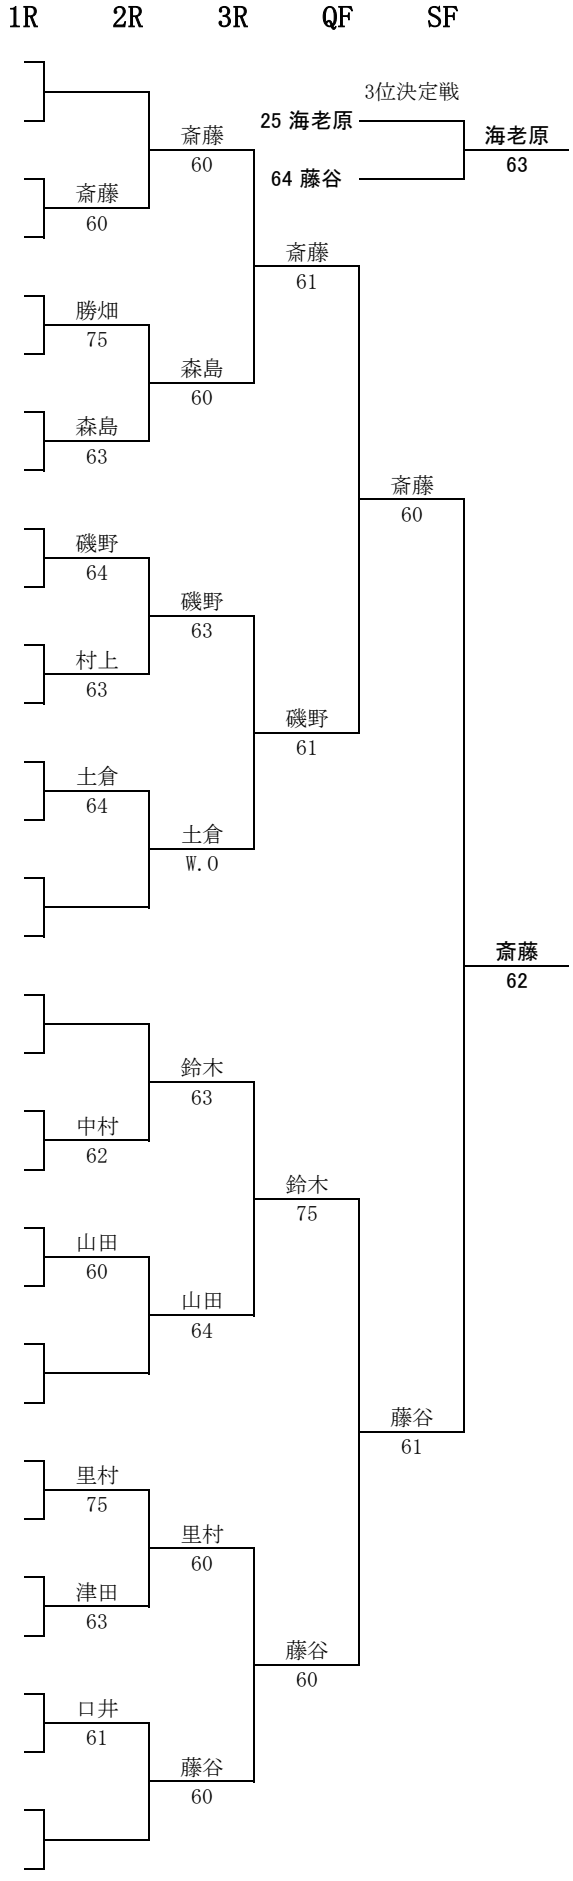 1R 2R 3R QF SF
3位決定戦
25 海老原
海老原
斎藤
60
63
64 藤谷
斎藤
60
斎藤
61
勝畑
75
森島
60
森島
63
斎藤
60
磯野
64
磯野
63
村上
63
磯野
61
土倉
64
土倉
W.O
斎藤
62
鈴木
63
中村
62
鈴木
75
山田
60
山田
64
藤谷
61
里村
75
里村
60
津田
63
藤谷
60
口井
61
藤谷
60